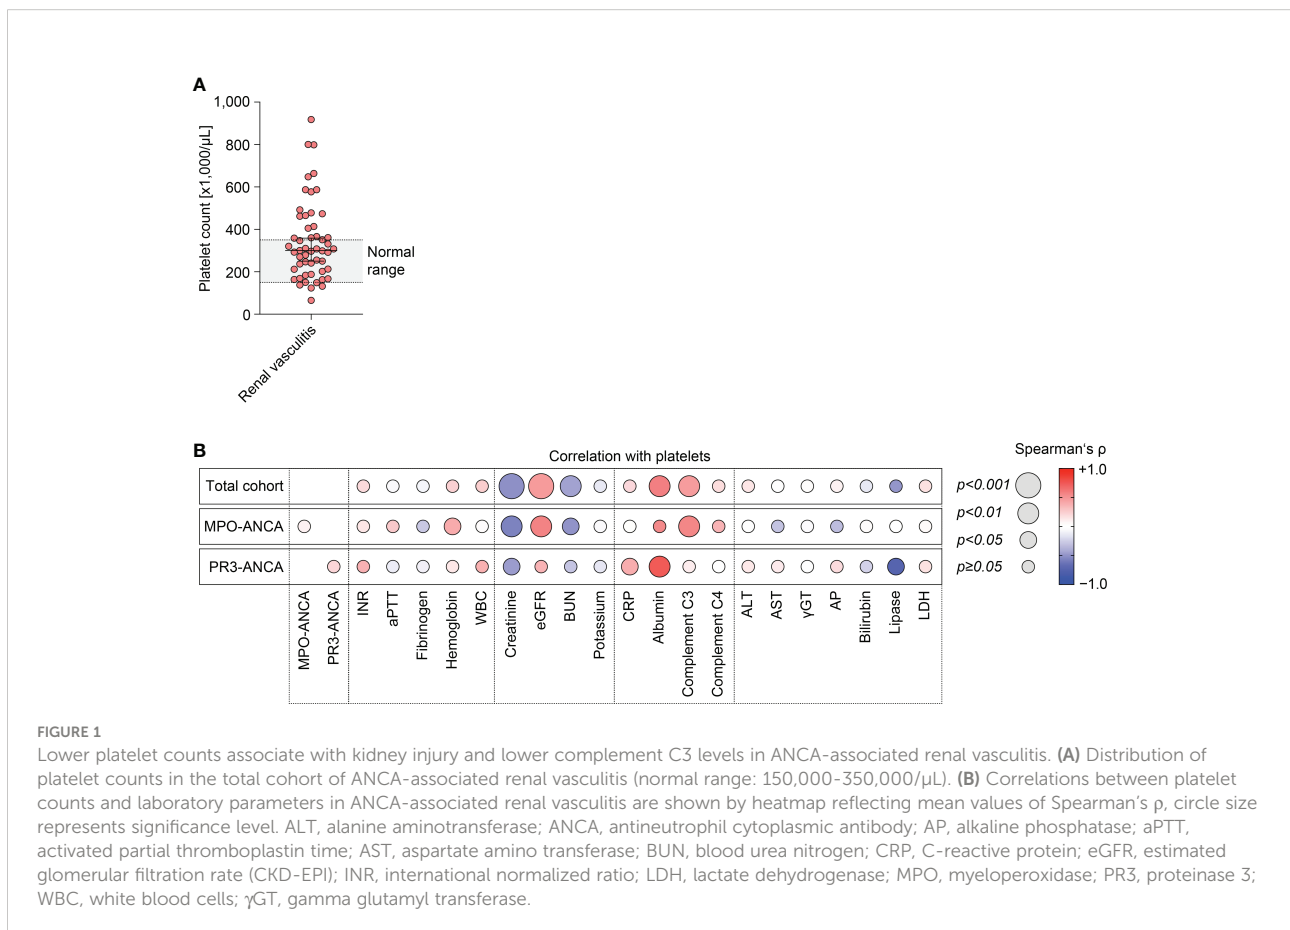 A
1,000
800
600
400
200
0
Platelet count [x1,000/µL]
Normal
range
Renal vasculitis
B
Correlation with platelets
Spearman‘s ρ
Total cohort
MPO-ANCA
PR3-ANCA
p<0.001
p<0.01
p<0.05
p≥0.05
+1.0
−1.0
MPO-ANCA
PR3-ANCA
INR
aPTT
Fibrinogen
Hemoglobin
WBC
Creatinine
eGFR
BUN
Potassium
CRP
Albumin
Complement C3
Complement C4
ALT
AST
γGT
AP
Bilirubin
Lipase
LDH
FIGURE 1
Lower platelet counts associate with kidney injury and lower complement C3 levels in ANCA-associated renal vasculitis. (A) Distribution of
platelet counts in the total cohort of ANCA-associated renal vasculitis (normal range: 150,000-350,000/µL). (B) Correlations between platelet
counts and laboratory parameters in ANCA-associated renal vasculitis are shown by heatmap reflecting mean values of Spearman’s ρ, circle size
represents significance level. ALT, alanine aminotransferase; ANCA, antineutrophil cytoplasmic antibody; AP, alkaline phosphatase; aPTT,
activated partial thromboplastin time; AST, aspartate amino transferase; BUN, blood urea nitrogen; CRP, C-reactive protein; eGFR, estimated
glomerular filtration rate (CKD-EPI); INR, international normalized ratio; LDH, lactate dehydrogenase; MPO, myeloperoxidase; PR3, proteinase 3;
WBC, white blood cells; γGT, gamma glutamyl transferase.